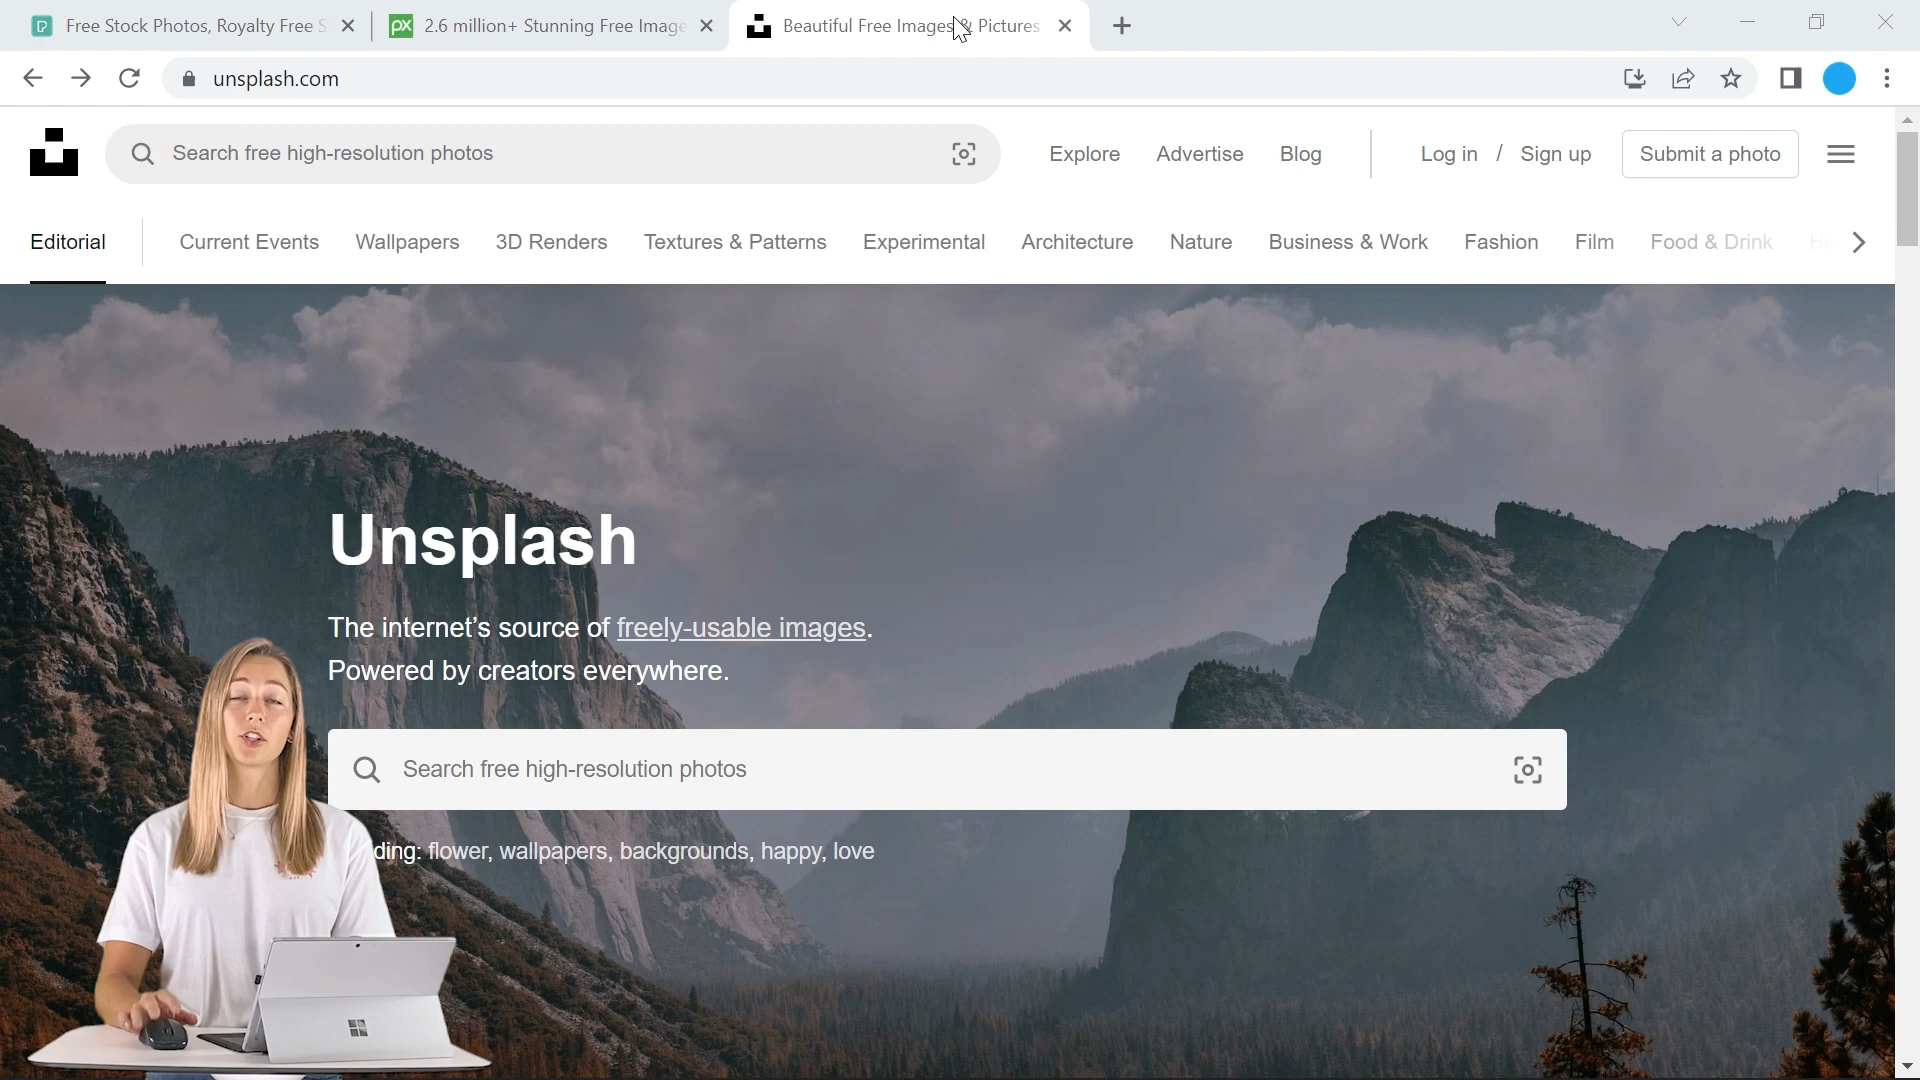 Free Stock Photos, Royalty Free S
2.6 million+ Stunning Free Image
Beautiful Free Images & Pictures
unsplash.com
Search free high-resolution photos
Explore
Advertise
Blog
Log in / Sign up
Submit a photo
Editorial
Current Events
Wallpapers
3D Renders
Textures & Patterns
Experimental
Architecture
Nature
Business & Work
Fashion
Film
Food & Drink
Unsplash
The internet's source of freely-usable images.
Powered by creators everywhere.
Search free high-resolution photos
ding: flower, wallpapers, backgrounds, happy, love